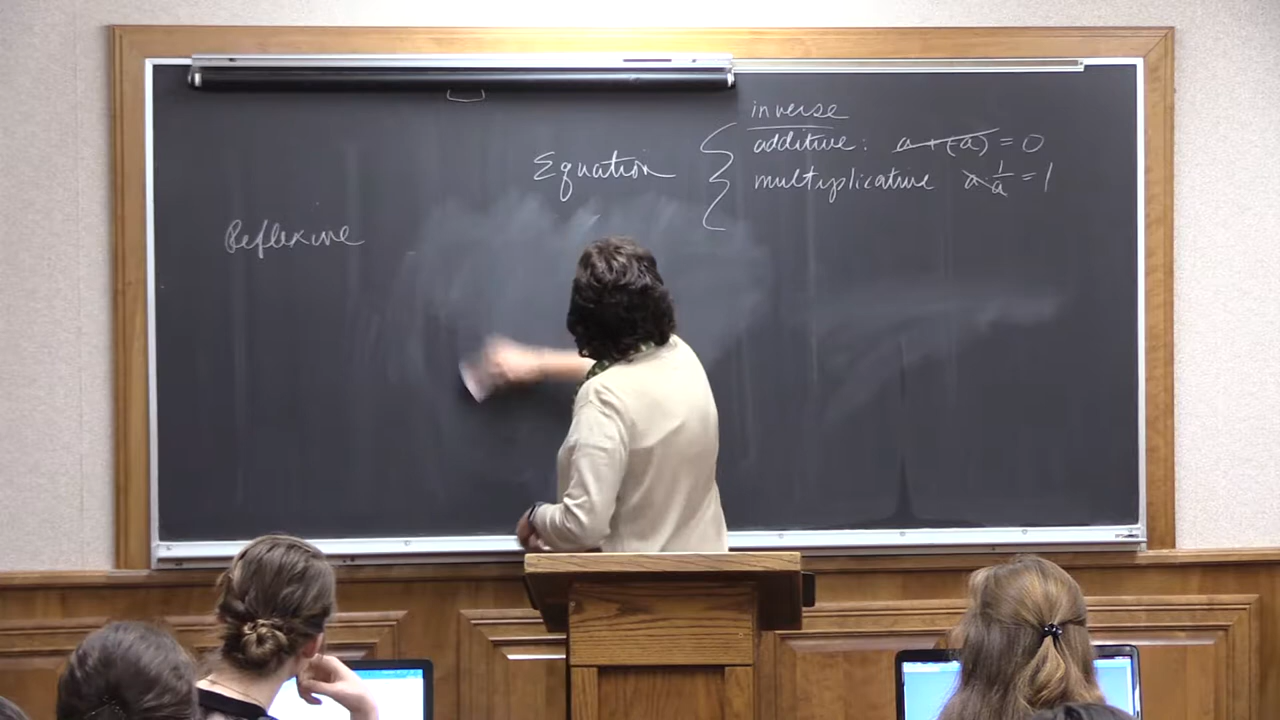 inverse
additive: a + (-a) = 0
Equation
multiplicative a · 1/a = 1
Reflexive